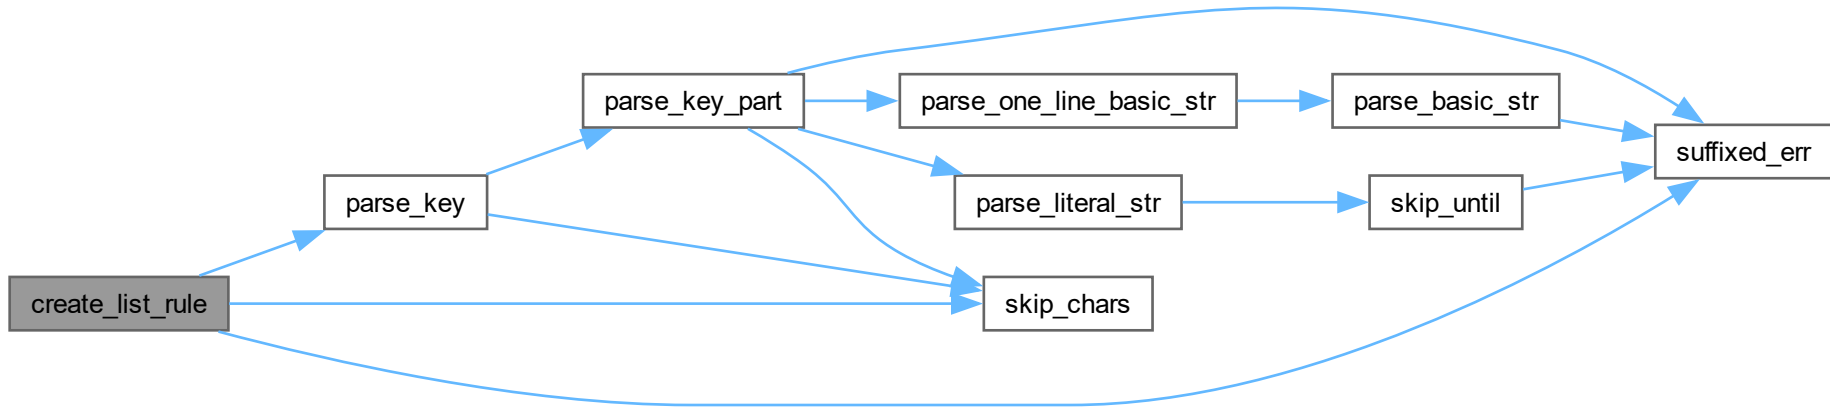 create_list_rule
parse_key
parse_key_part
parse_one_line_basic_str
parse_basic_str
suffixed_err
parse_literal_str
skip_until
skip_chars